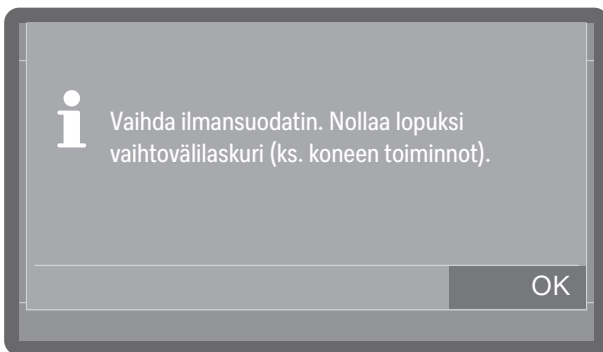 Vaihda ilmansuodatin. Nollaa lopuksi
vaihtovälilaskuri (ks. koneen toiminnot).
OK